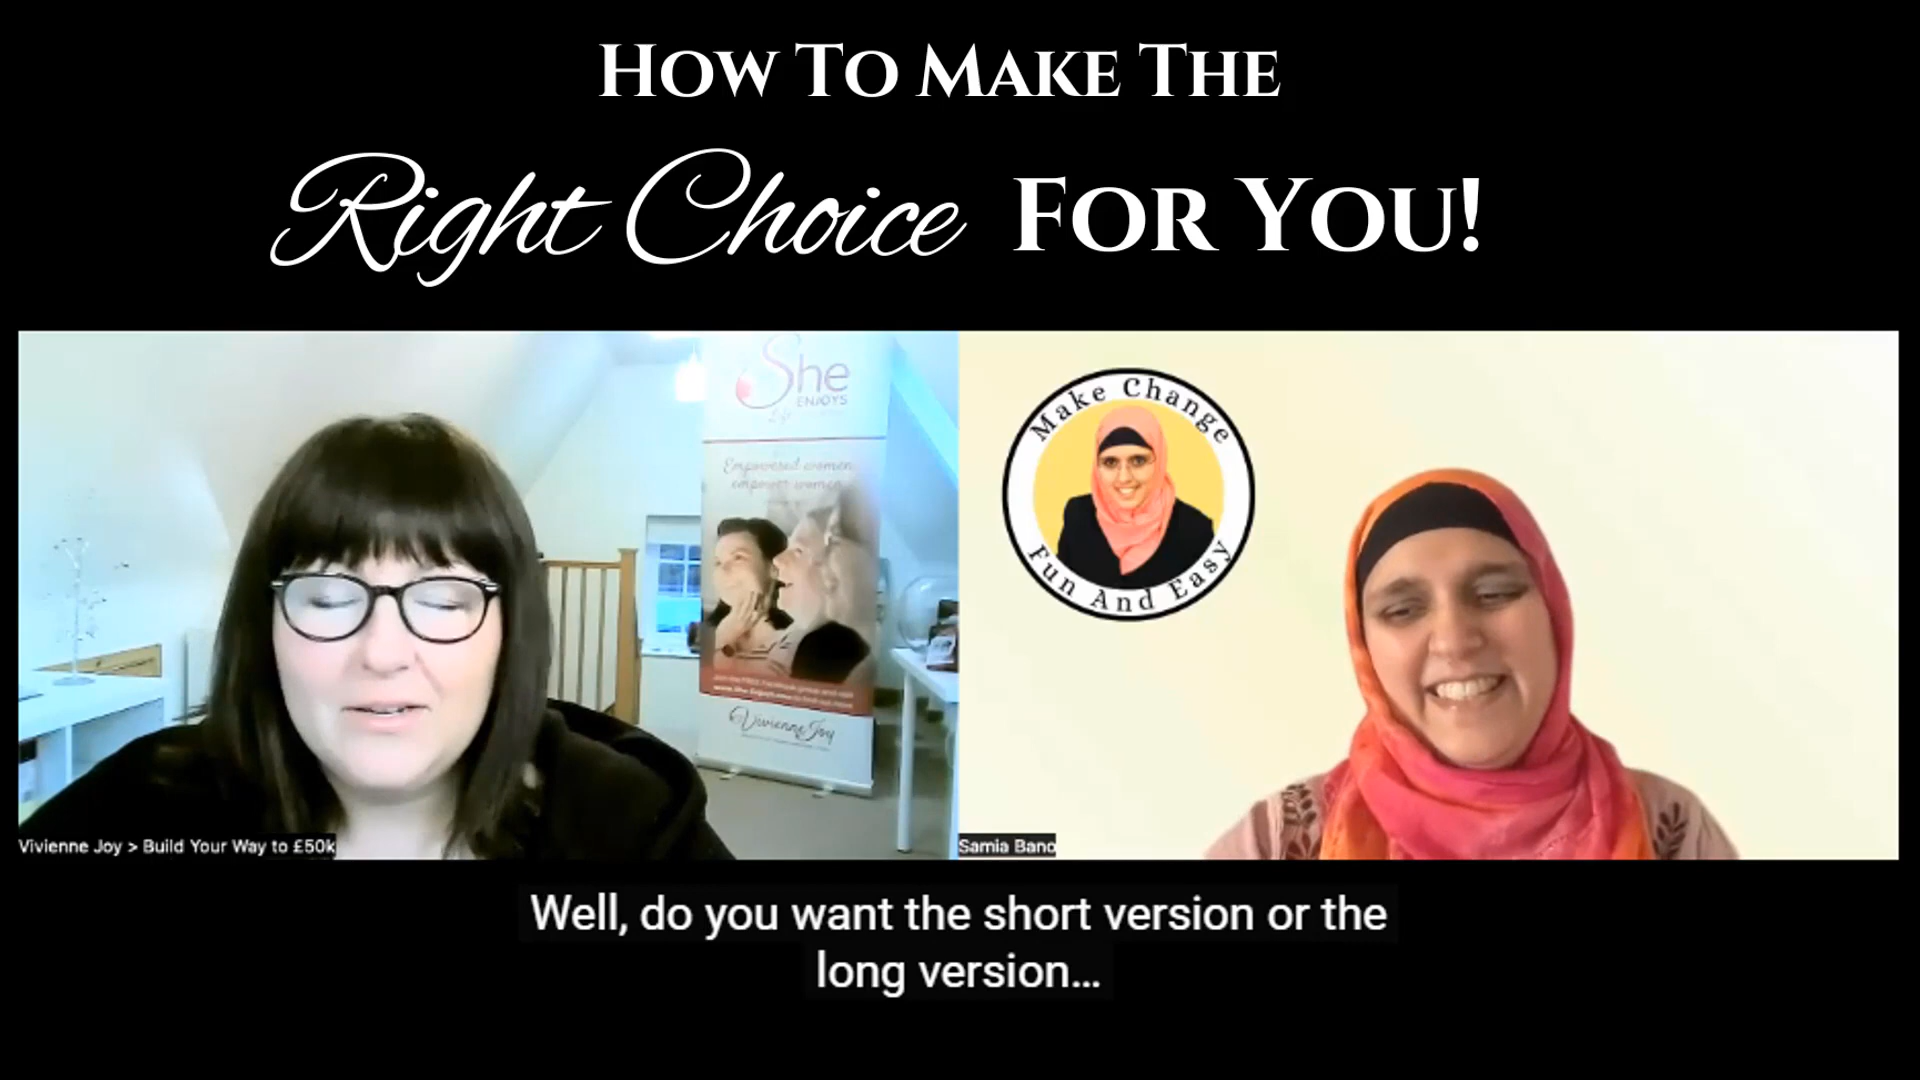 How To Make The
Right Choice For You!
She
ENJOYS
Life
Empowered women
empower women
Vivienne Joy
Make Change
Fun And Easy
Vivienne Joy > Build Your Way to £50k
Samia Bano
Well, do you want the short version or the
long version...